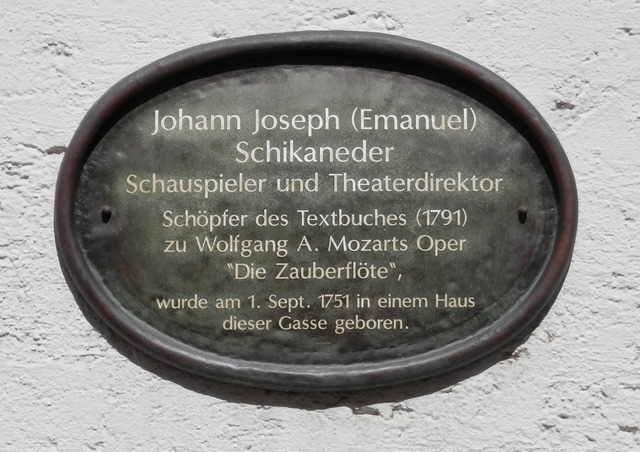 Johann Joseph (Emanuel)
Schikaneder
Schauspieler und Theaterdirektor
Schöpfer des Textbuches (1791)
zu Wolfgang A. Mozarts Oper
“Die Zauberflöte“,
wurde am 1. Sept. 1751 in einem Haus
dieser Gasse geboren.